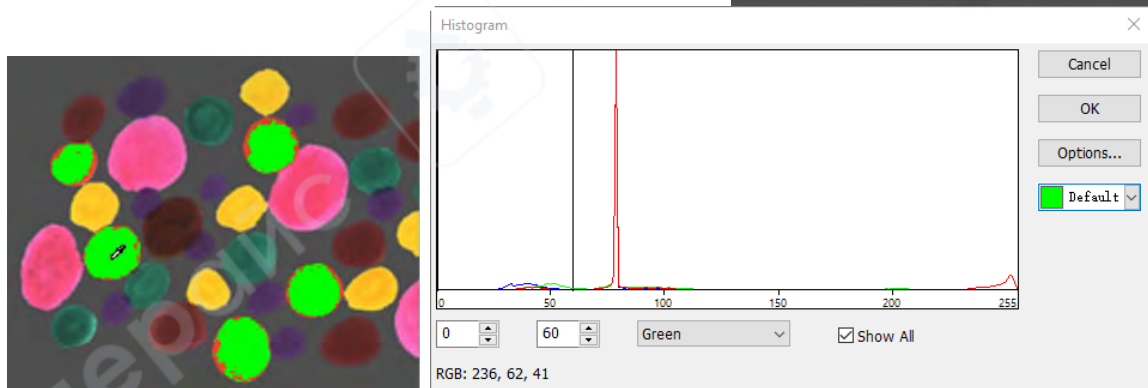 Histogram
Cancel
OK
Options...
Default
0
50
100
150
200
255
0
60
Green
Show All
RGB: 236, 62, 41